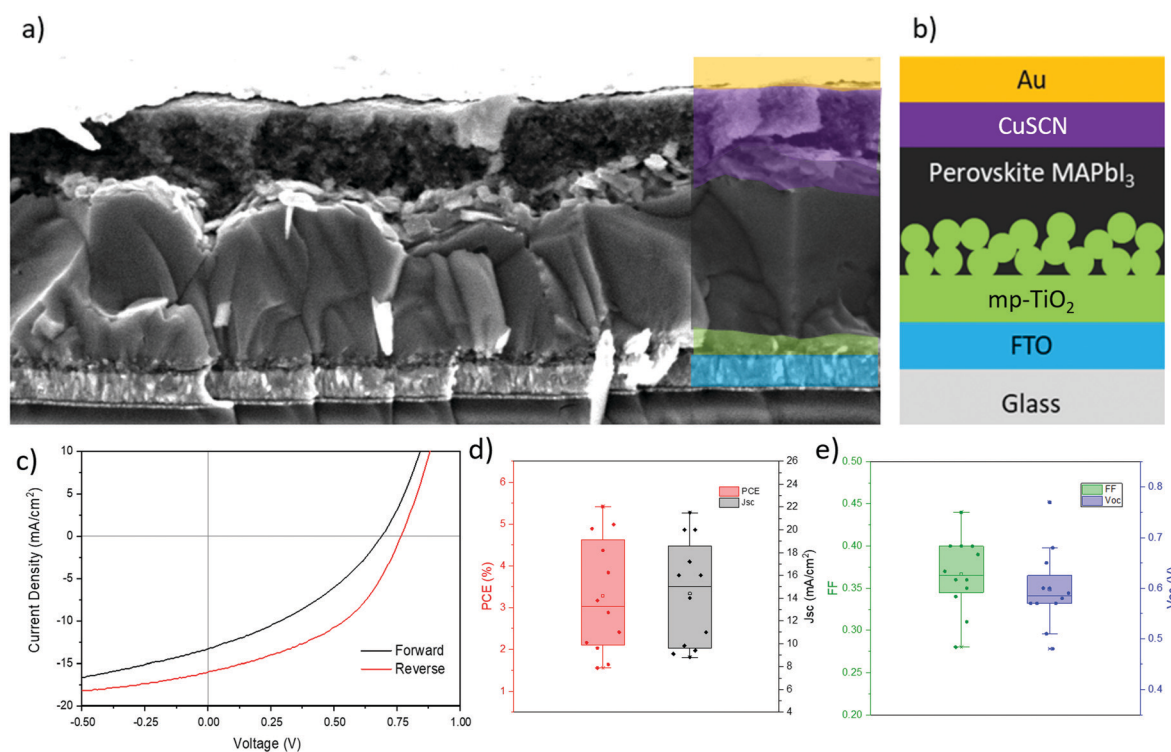 a)
b)
Au
CuSCN
Perovskite MAPbI₃
mp-TiO₂
FTO
Glass
c)
10
5
0
-5
-10
-15
-20
-0.50
-0.25
0.00
0.25
0.50
0.75
1.00
Current Density (mA/cm²)
Voltage (V)
Forward
Reverse
d)
6
5
4
3
2
1
PCE (%)
PCE
Jsc
26
24
22
20
18
16
14
12
10
8
6
4
Jsc (mA/cm²)
e)
0.50
0.45
0.40
0.35
0.30
0.25
0.20
FF
FF
Voc
0.8
0.7
0.6
0.5
0.4
Voc (V)